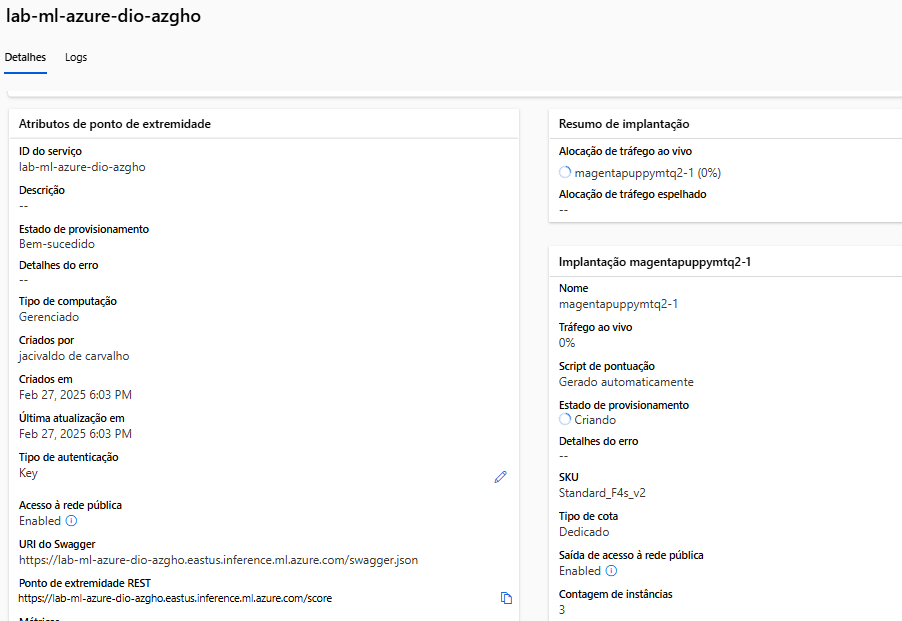 lab-ml-azure-dio-azgho
Detalhes Logs
Atributos de ponto de extremidade
ID do serviço
lab-ml-azure-dio-azgho
Descrição
--
Estado de provisionamento
Bem-sucedido
Detalhes do erro
--
Tipo de computação
Gerenciado
Criados por
jacivaldo de carvalho
Criados em
Feb 27, 2025 6:03 PM
Última atualização em
Feb 27, 2025 6:03 PM
Tipo de autenticação
Key
Acesso à rede pública
Enabled
URI do Swagger
https://lab-ml-azure-dio-azgho.eastus.inference.ml.azure.com/swagger.json
Ponto de extremidade REST
https://lab-ml-azure-dio-azgho.eastus.inference.ml.azure.com/score
Métricas
Resumo de implantação
Alocação de tráfego ao vivo
magentapuppymtq2-1 (0%)
Alocação de tráfego espelhado
--
Implantação magentapuppymtq2-1
Nome
magentapuppymtq2-1
Tráfego ao vivo
0%
Script de pontuação
Gerado automaticamente
Estado de provisionamento
Criando
Detalhes do erro
--
SKU
Standard_F4s_v2
Tipo de cota
Dedicado
Saída de acesso à rede pública
Enabled
Contagem de instâncias
3